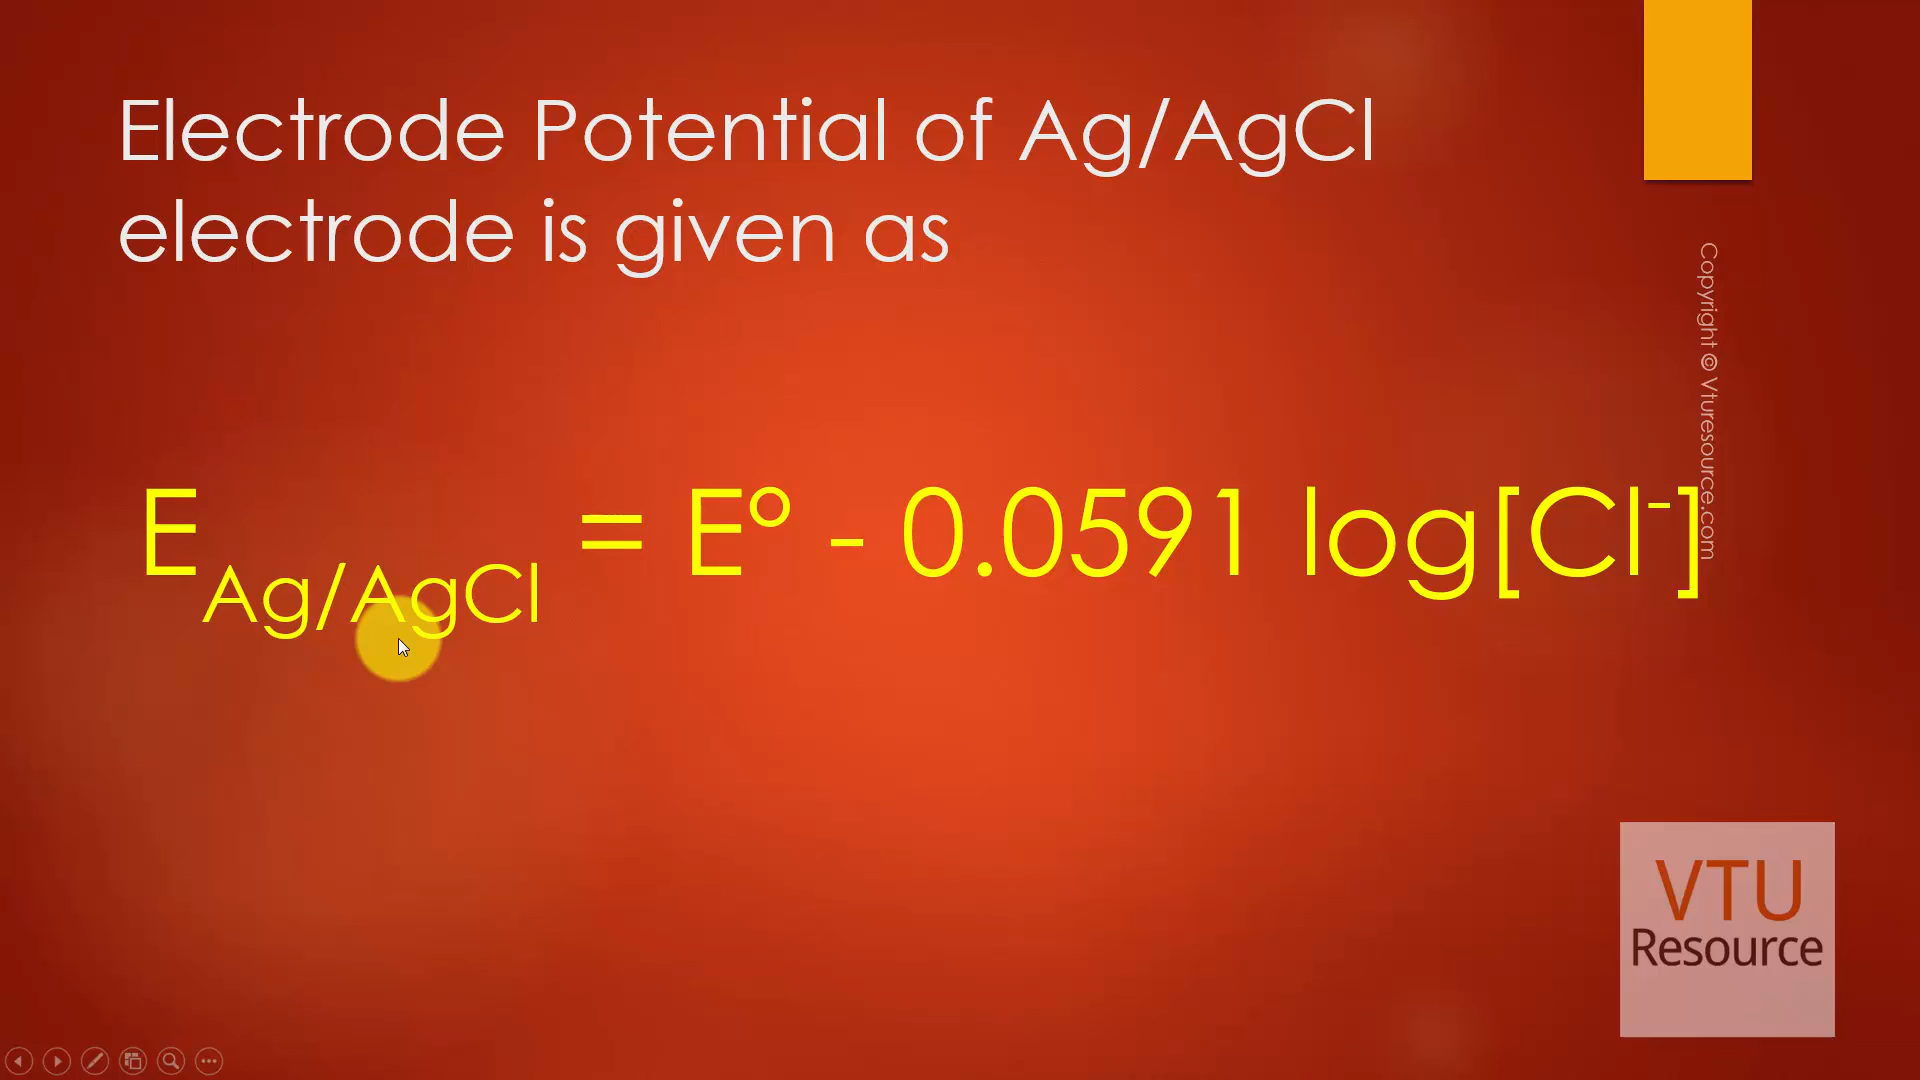 Electrode Potential of Ag/AgCl
electrode is given as
Copyright © Vturesource.com
E_Ag/AgCl = E° - 0.0591 log[Cl⁻]
VTU
Resource